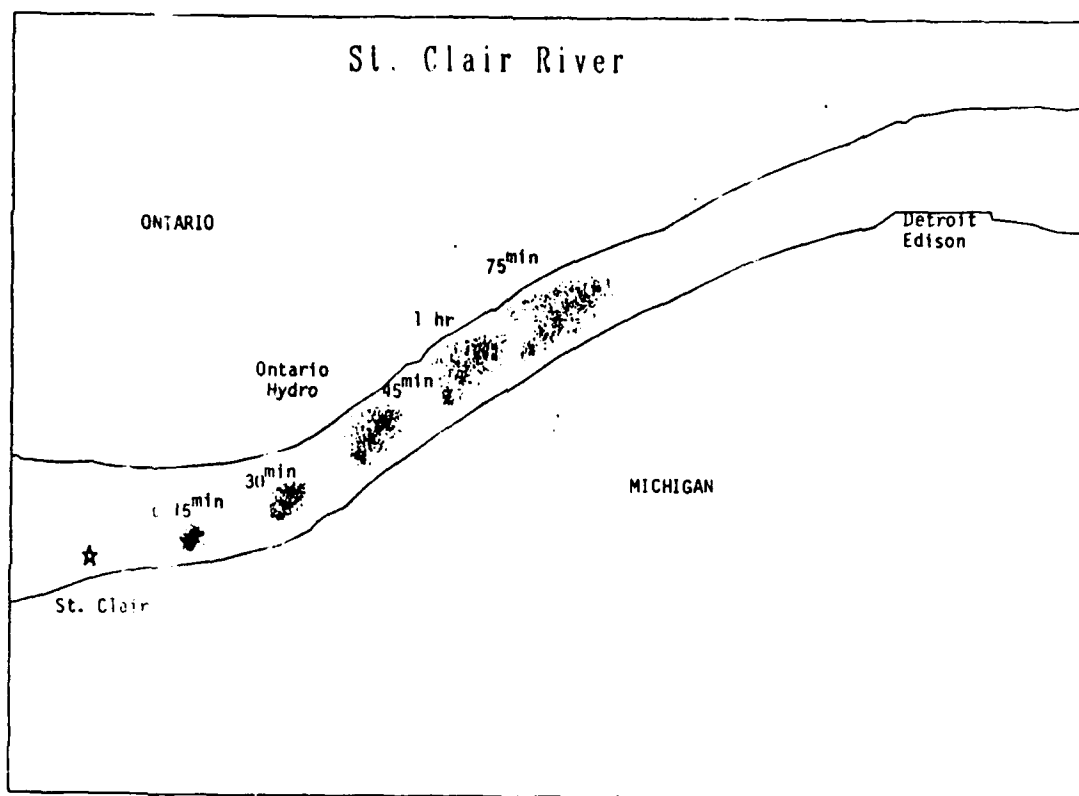 St. Clair River
ONTARIO
Detroit
Edison
75min
1 hr
Ontario
Hydro
45min
30min
MICHIGAN
15min
St. Clair